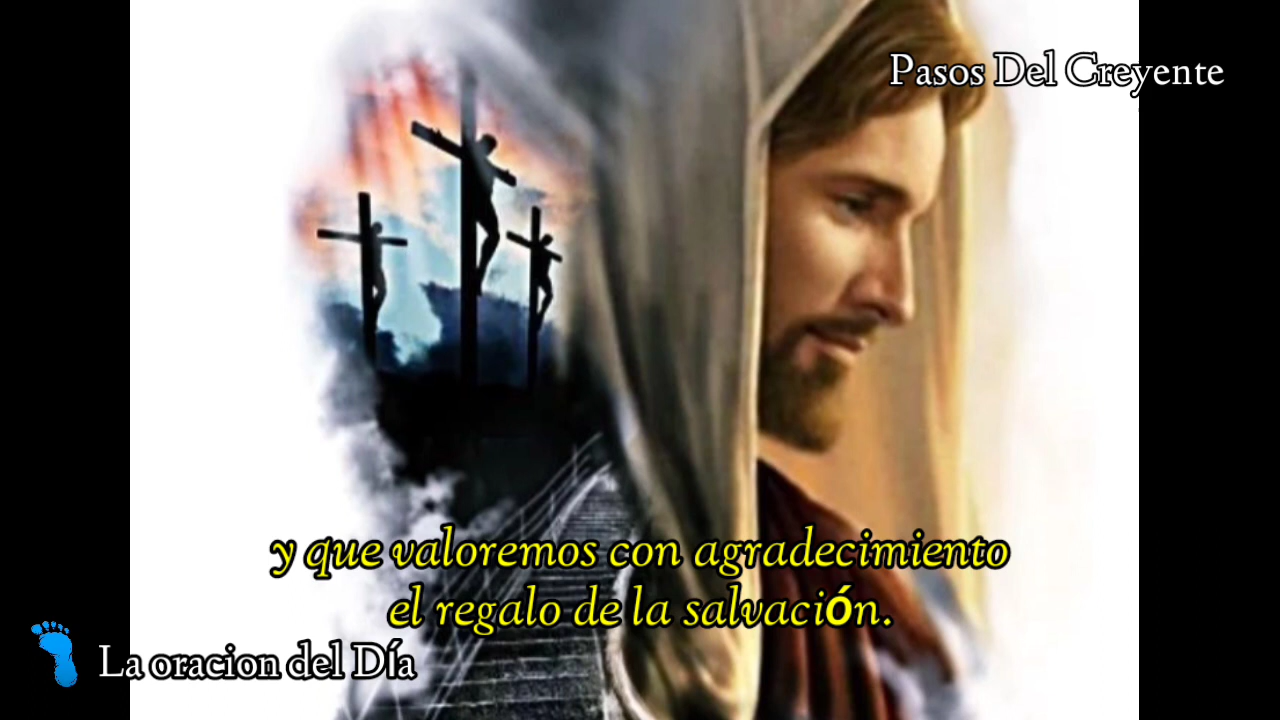 Pasos Del Creyente
y que valoremos con agradecimiento
el regalo de la salvación.
La oracion del Día